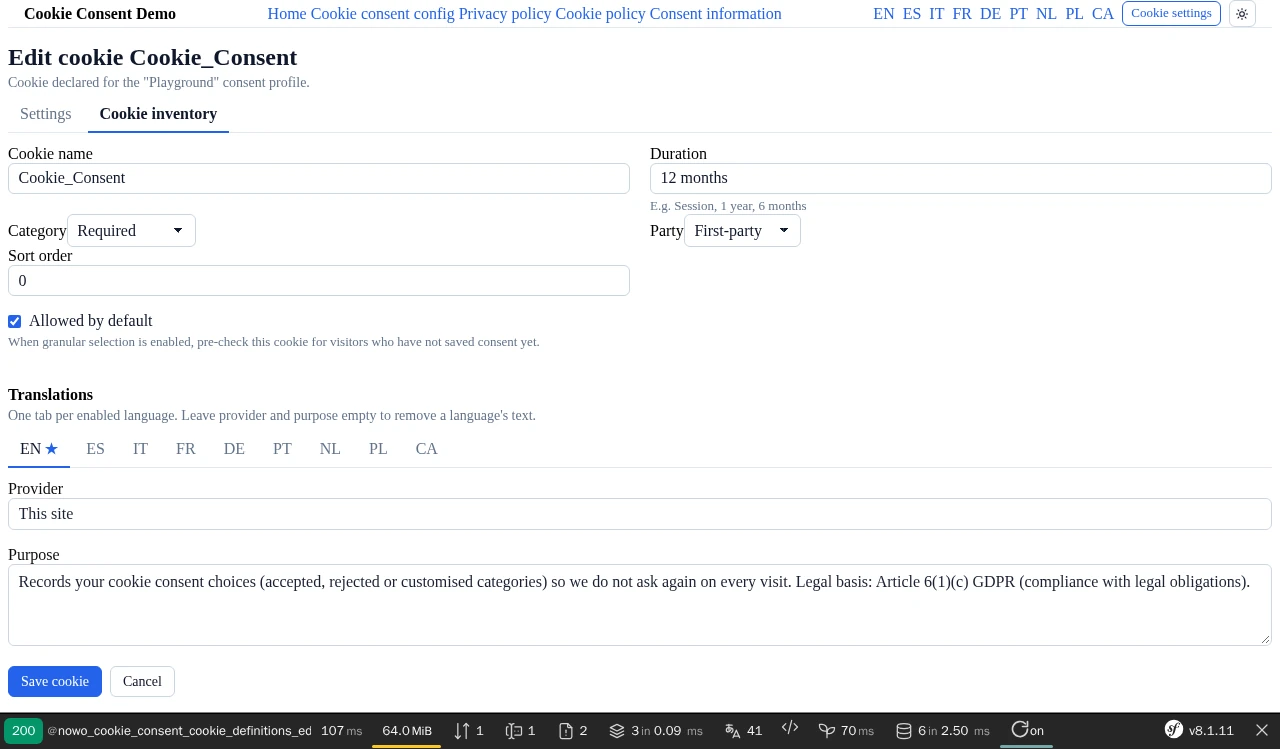 Cookie Consent Demo Home Cookie consent config Privacy policy Cookie policy Consent information EN ES IT FR DE PT NL PL CA Cookie settings
Edit cookie Cookie_Consent
Cookie declared for the "Playground" consent profile.
Settings Cookie inventory
Cookie name Duration
Cookie_Consent 12 months
E.g. Session, 1 year, 6 months
Category Required Party First-party
Sort order
0
Allowed by default
When granular selection is enabled, pre-check this cookie for visitors who have not saved consent yet.
Translations
One tab per enabled language. Leave provider and purpose empty to remove a language's text.
EN ★ ES IT FR DE PT NL PL CA
Provider
This site
Purpose
Records your cookie consent choices (accepted, rejected or customised categories) so we do not ask again on every visit. Legal basis: Article 6(1)(c) GDPR (compliance with legal obligations).
Save cookie Cancel
200 @nowo_cookie_consent_cookie_definitions_ed 107 ms 64.0 MiB 1 1 2 3 in 0.09 ms 41 </> 70 ms 6 in 2.50 ms on sf v8.1.11